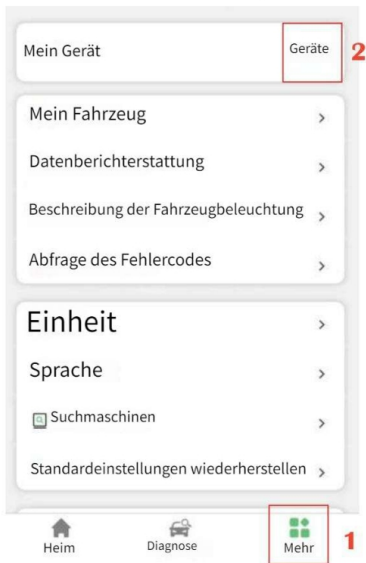 Mein Gerät Geräte 2
Mein Fahrzeug
Datenberichterstattung
Beschreibung der Fahrzeugbeleuchtung
Abfrage des Fehlercodes
Einheit
Sprache
Suchmaschinen
Standardeinstellungen wiederherstellen
Heim Diagnose Mehr 1